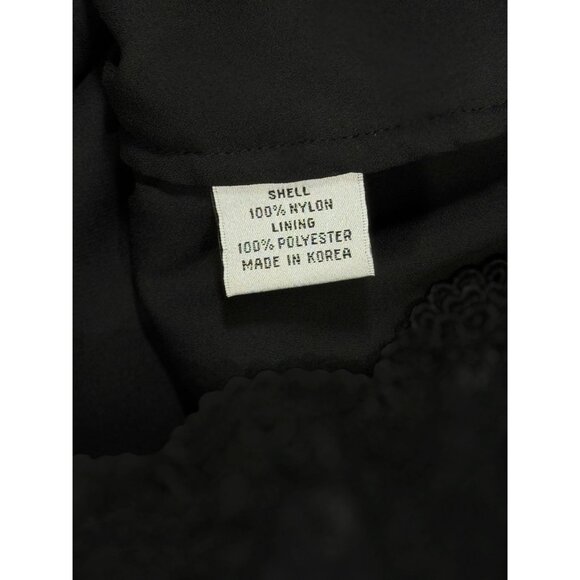 SHELL
100% NYLON
LINING
100% POLYESTER
MADE IN KOREA